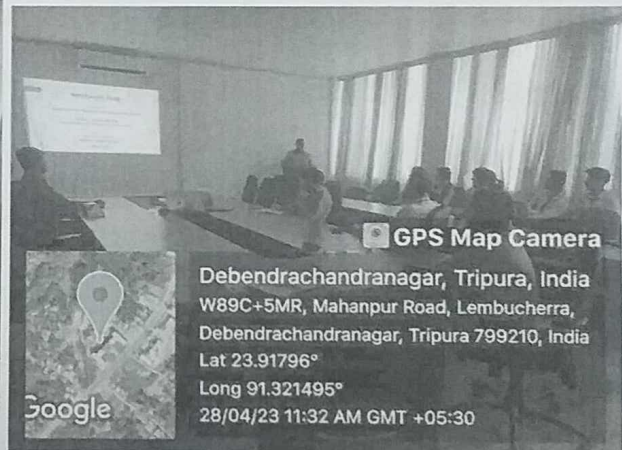 GPS Map Camera
Debendrachandranagar, Tripura, India
W89C+5MR, Mahanpur Road, Lembucherra,
Debendrachandranagar, Tripura 799210, India
Lat 23.91796°
Long 91.321495°
28/04/23 11:32 AM GMT +05:30
Google